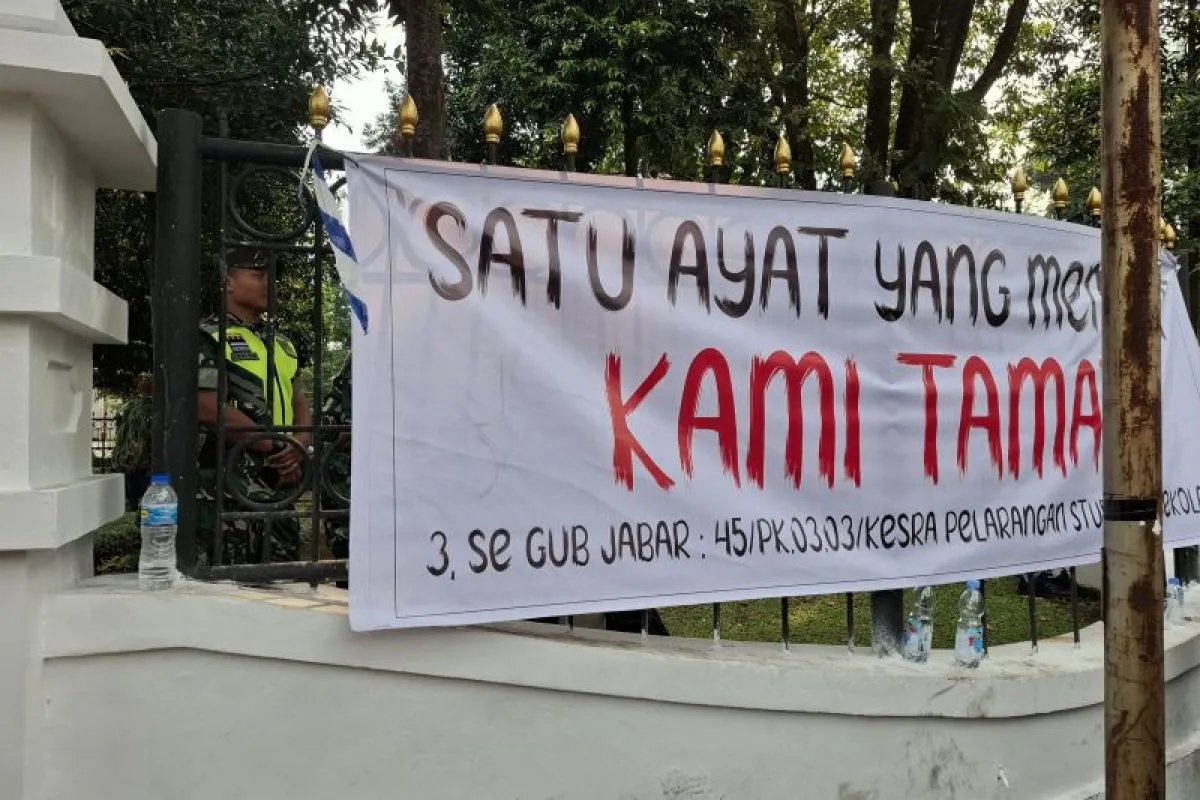 SATU AYAT YANG
KAMI
3. SE GUB JABAR : 45/PK.03.03/KESRA PELARANGAN